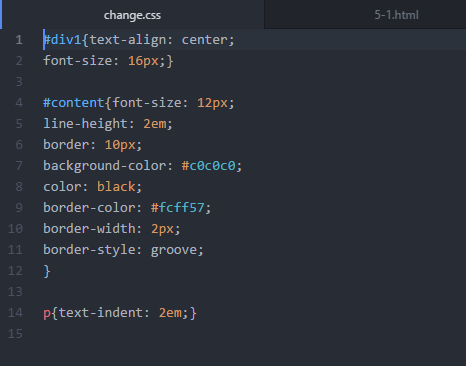 change.css 5-1.html
1 #div1{text-align: center;
2 font-size: 16px;}
3
4 #content{font-size: 12px;
5 line-height: 2em;
6 border: 10px;
7 background-color: #c0c0c0;
8 color: black;
9 border-color: #fcff57;
10 border-width: 2px;
11 border-style: groove;
12 }
13
14 p{text-indent: 2em;}
15